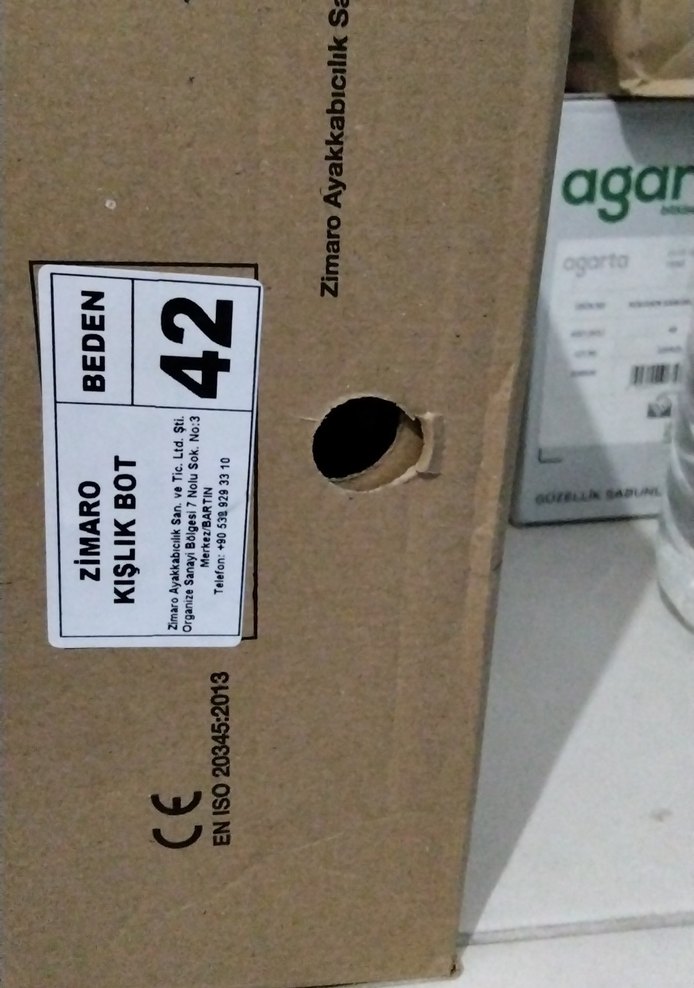 Zimaro Ayakkabıcılık Sa
ZİMARO
KIŞLIK BOT
BEDEN
42
Zimaro Ayakkabıcılık San. ve Tic. Ltd. Şti.
Organize Sanayi Bölgesi 7 Nolu Sok. No:3
Merkez/BARTIN
Telefon: +90 538 929 33 10
CE
EN ISO 20345:2013
agar
agarta
GÜZELLİK SABUNL